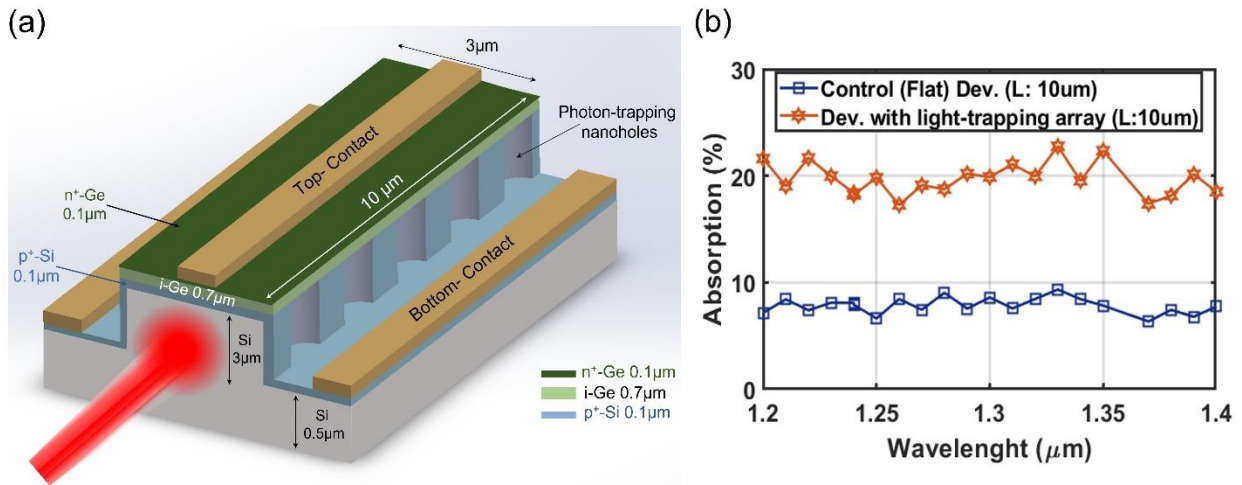 (a)
3µm
Photon-trapping
nanoholes
Top- Contact
10 µm
n⁺-Ge
0.1µm
p⁺-Si
0.1µm
i-Ge 0.7µm
Bottom- Contact
Si
3µm
Si
0.5µm
n⁺-Ge 0.1µm
i-Ge 0.7µm
p⁺-Si 0.1µm
(b)
Control (Flat) Dev. (L: 10um)
Dev. with light-trapping array (L:10um)
Absorption (%)
30
20
10
0
1.2
1.25
1.3
1.35
1.4
Wavelenght (µm)